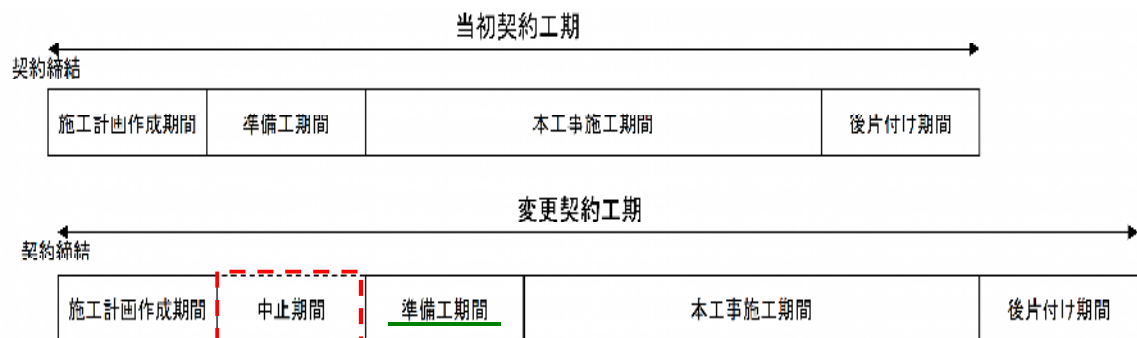 当初契約工期
契約締結
施工計画作成期間 準備工期間 本工事施工期間 後片付け期間
変更契約工期
契約締結
施工計画作成期間 中止期間 準備工期間 本工事施工期間 後片付け期間